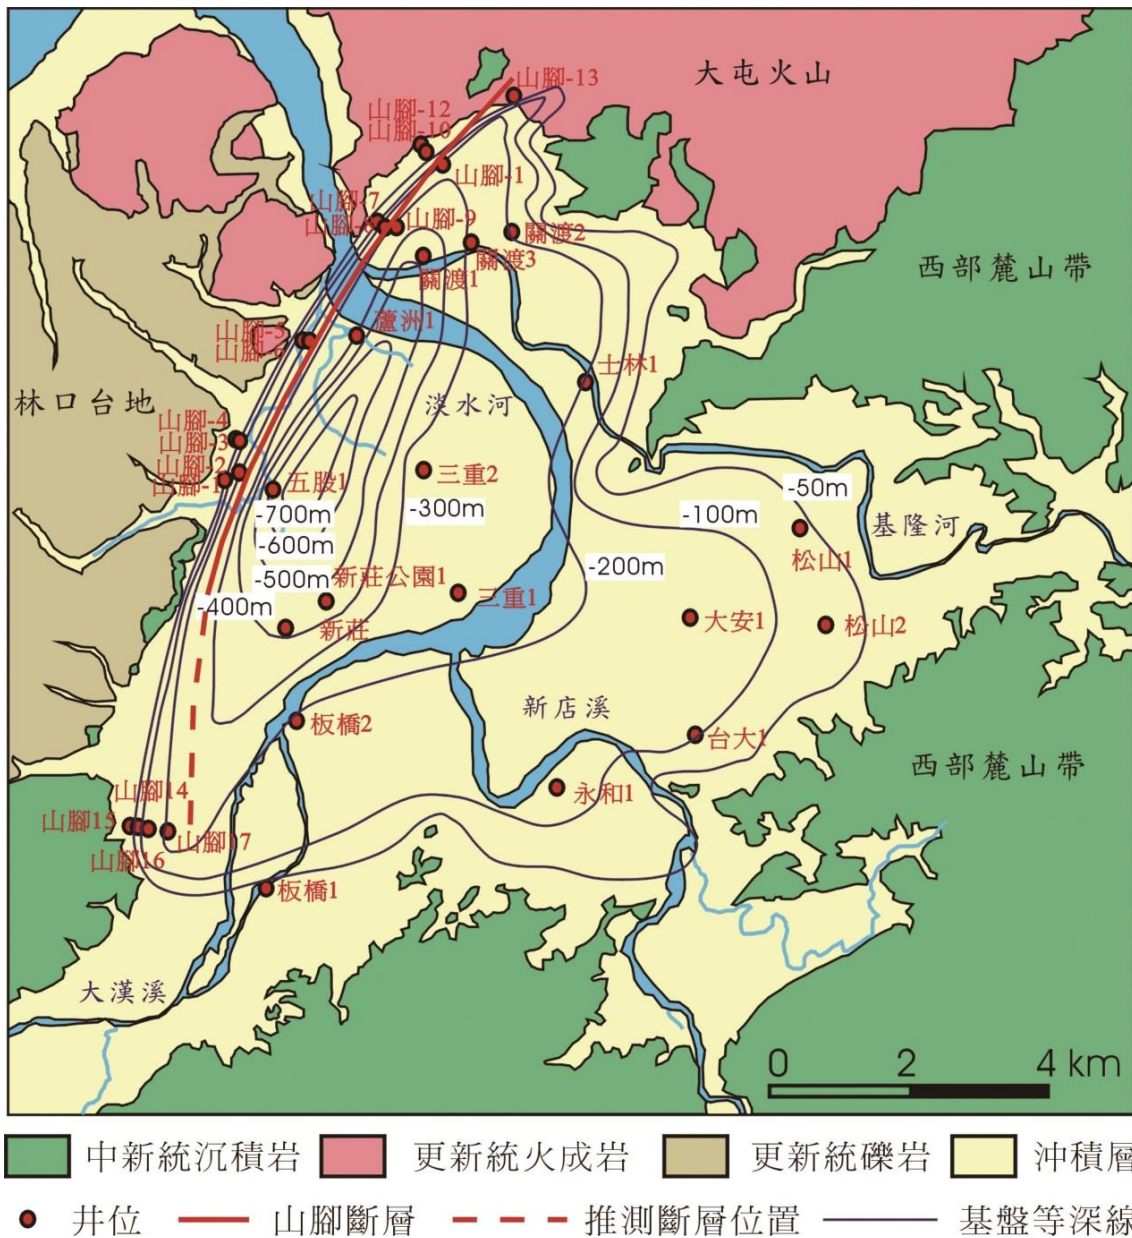 山腳-13
大屯火山
山腳-12
山腳-10
山腳-1
山腳-7
山腳-9
關渡2
關渡3
關渡1
西部麓山帶
蘆洲1
山腳-5
士林1
林口台地
淡水河
山腳-4
山腳-3
山腳-2
山腳-1
五股1
三重2
-50m
-700m
-300m
-100m
基隆河
-600m
松山1
-500m
新莊公園1
-200m
-400m
三重1
新莊
大安1
松山2
板橋2
新店溪
台大1
西部麓山帶
山腳14
永和1
山腳15
山腳17
山腳16
板橋1
大漢溪
0 2 4 km
中新統沉積岩 更新統火成岩 更新統礫岩 沖積層
井位 山腳斷層 推測斷層位置 基盤等深線